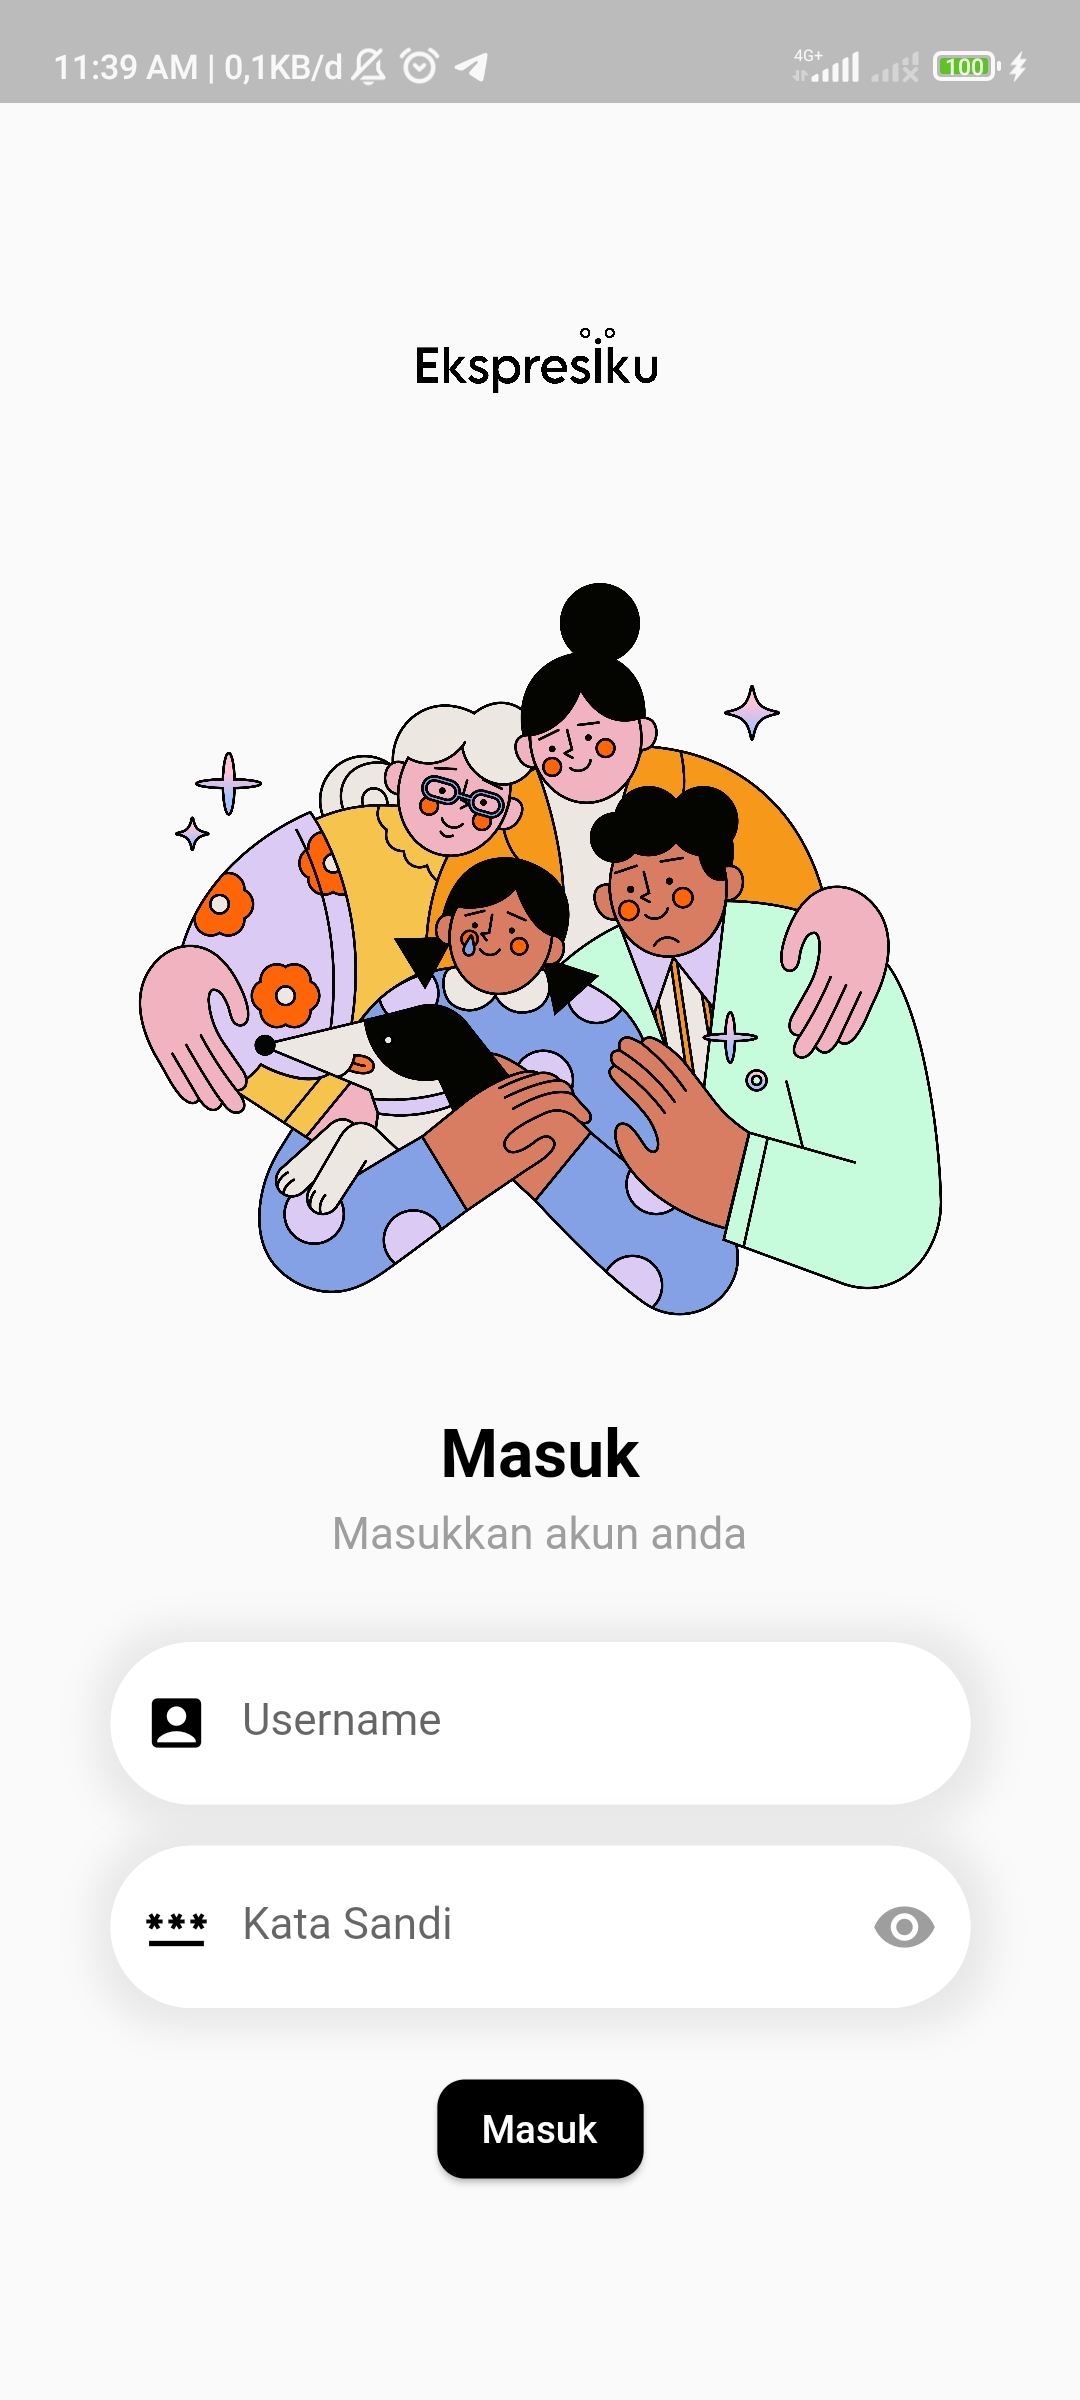 11:39 AM | 0,1KB/d
4G+
100
Ekspresiku
Masuk
Masukkan akun anda
Username
*** Kata Sandi
Masuk